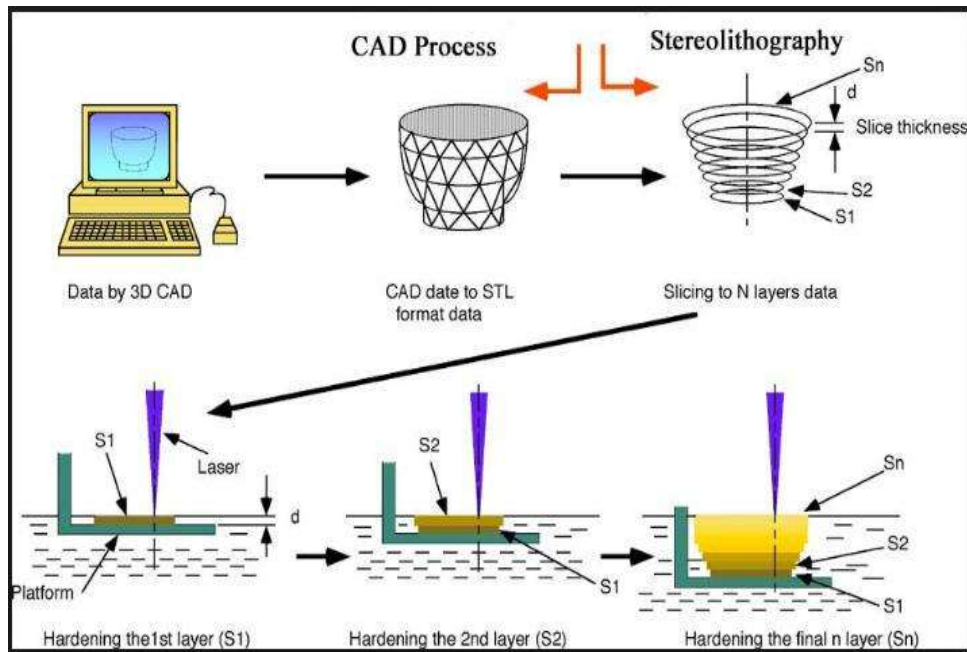 CAD Process
Stereolithography
Sn
d
Slice thickness
S2
S1
Data by 3D CAD
CAD date to STL
format data
Slicing to N layers data
S1
Laser
d
Platform
S2
S1
Sn
S2
S1
Hardening the1st layer (S1)
Hardening the 2nd layer (S2)
Hardening the final n layer (Sn)